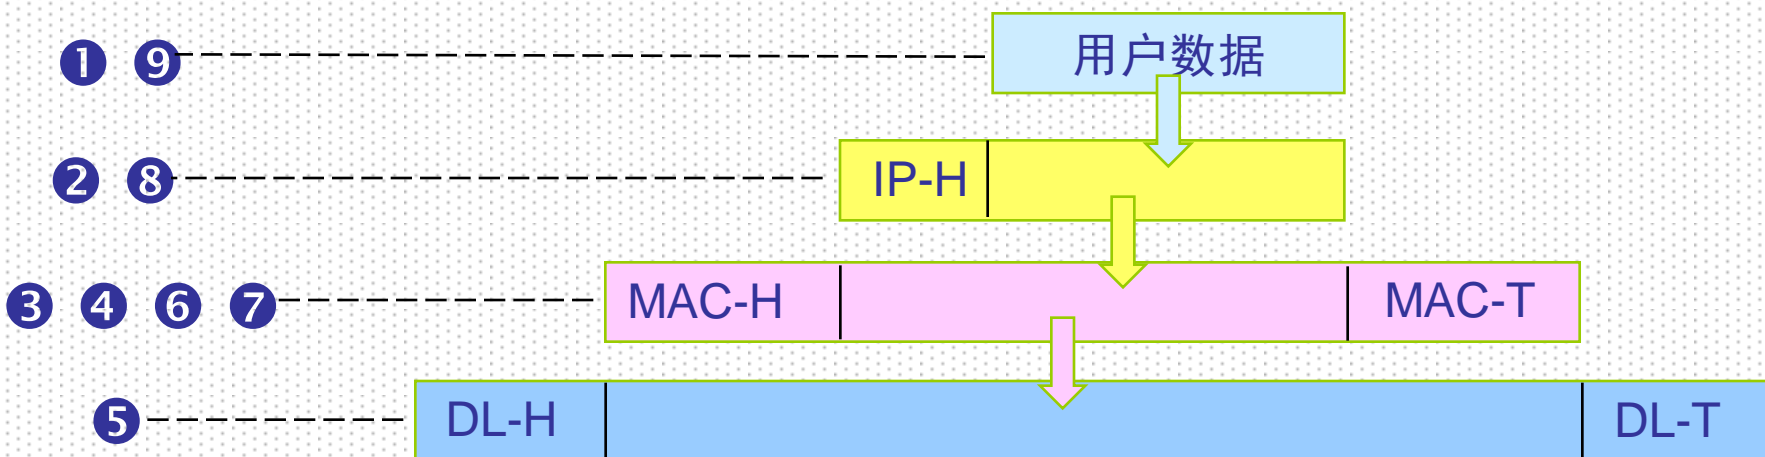 ❶ ❾ 用户数据
❷ ❽ IP-H
❸ ❹ ❻ ❼ MAC-H MAC-T
❺ DL-H DL-T